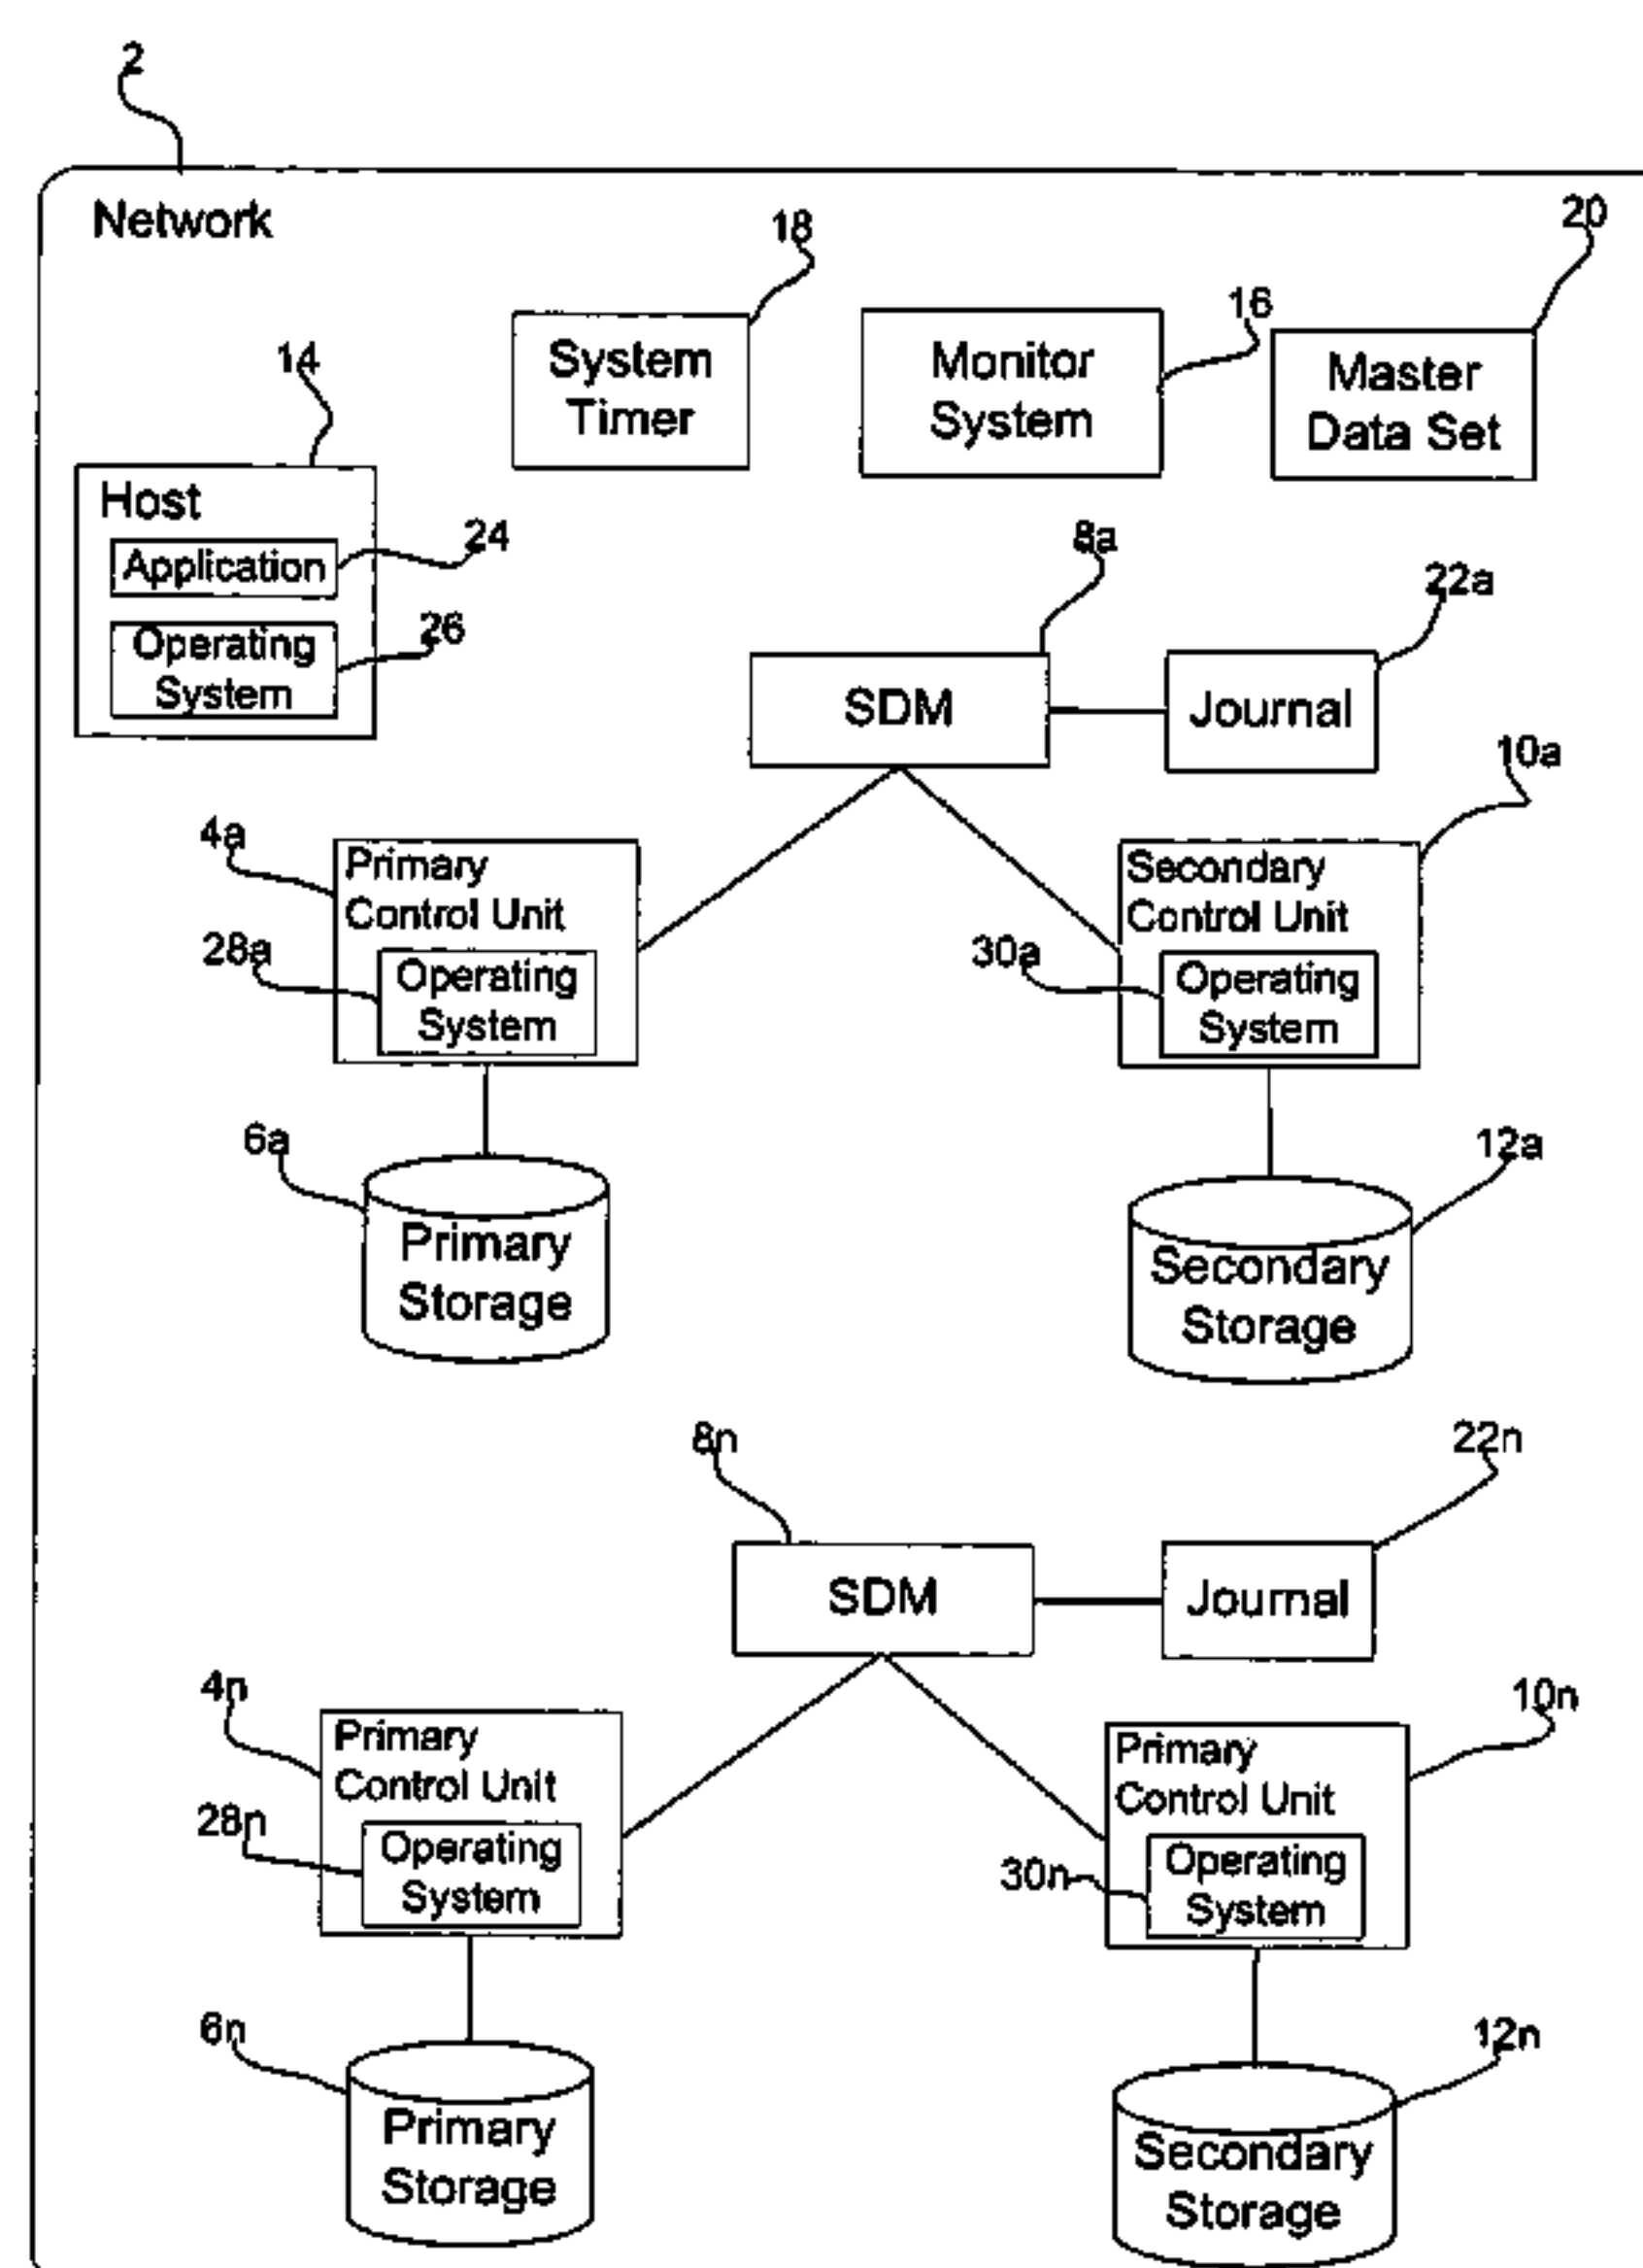 2
Network
18
20
16
System
Timer
Monitor
System
Master
Data Set
14
Host
Application
24
Operating
System
26
8a
22a
SDM
Journal
10a
4a
Primary
Control Unit
28a
Operating
System
Secondary
Control Unit
30a
Operating
System
6a
Primary
Storage
12a
Secondary
Storage
8n
22n
SDM
Journal
4n
Primary
Control Unit
28n
Operating
System
10n
Primary
Control Unit
30n
Operating
System
6n
Primary
Storage
12n
Secondary
Storage